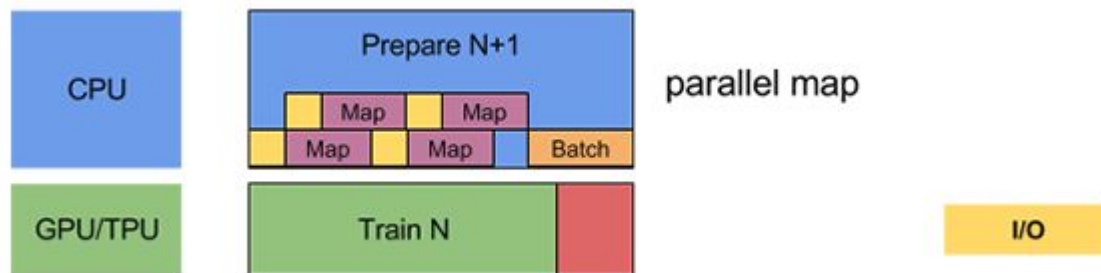 Prepare N+1
CPU
parallel map
Map Map
Map Map Batch
GPU/TPU Train N I/O